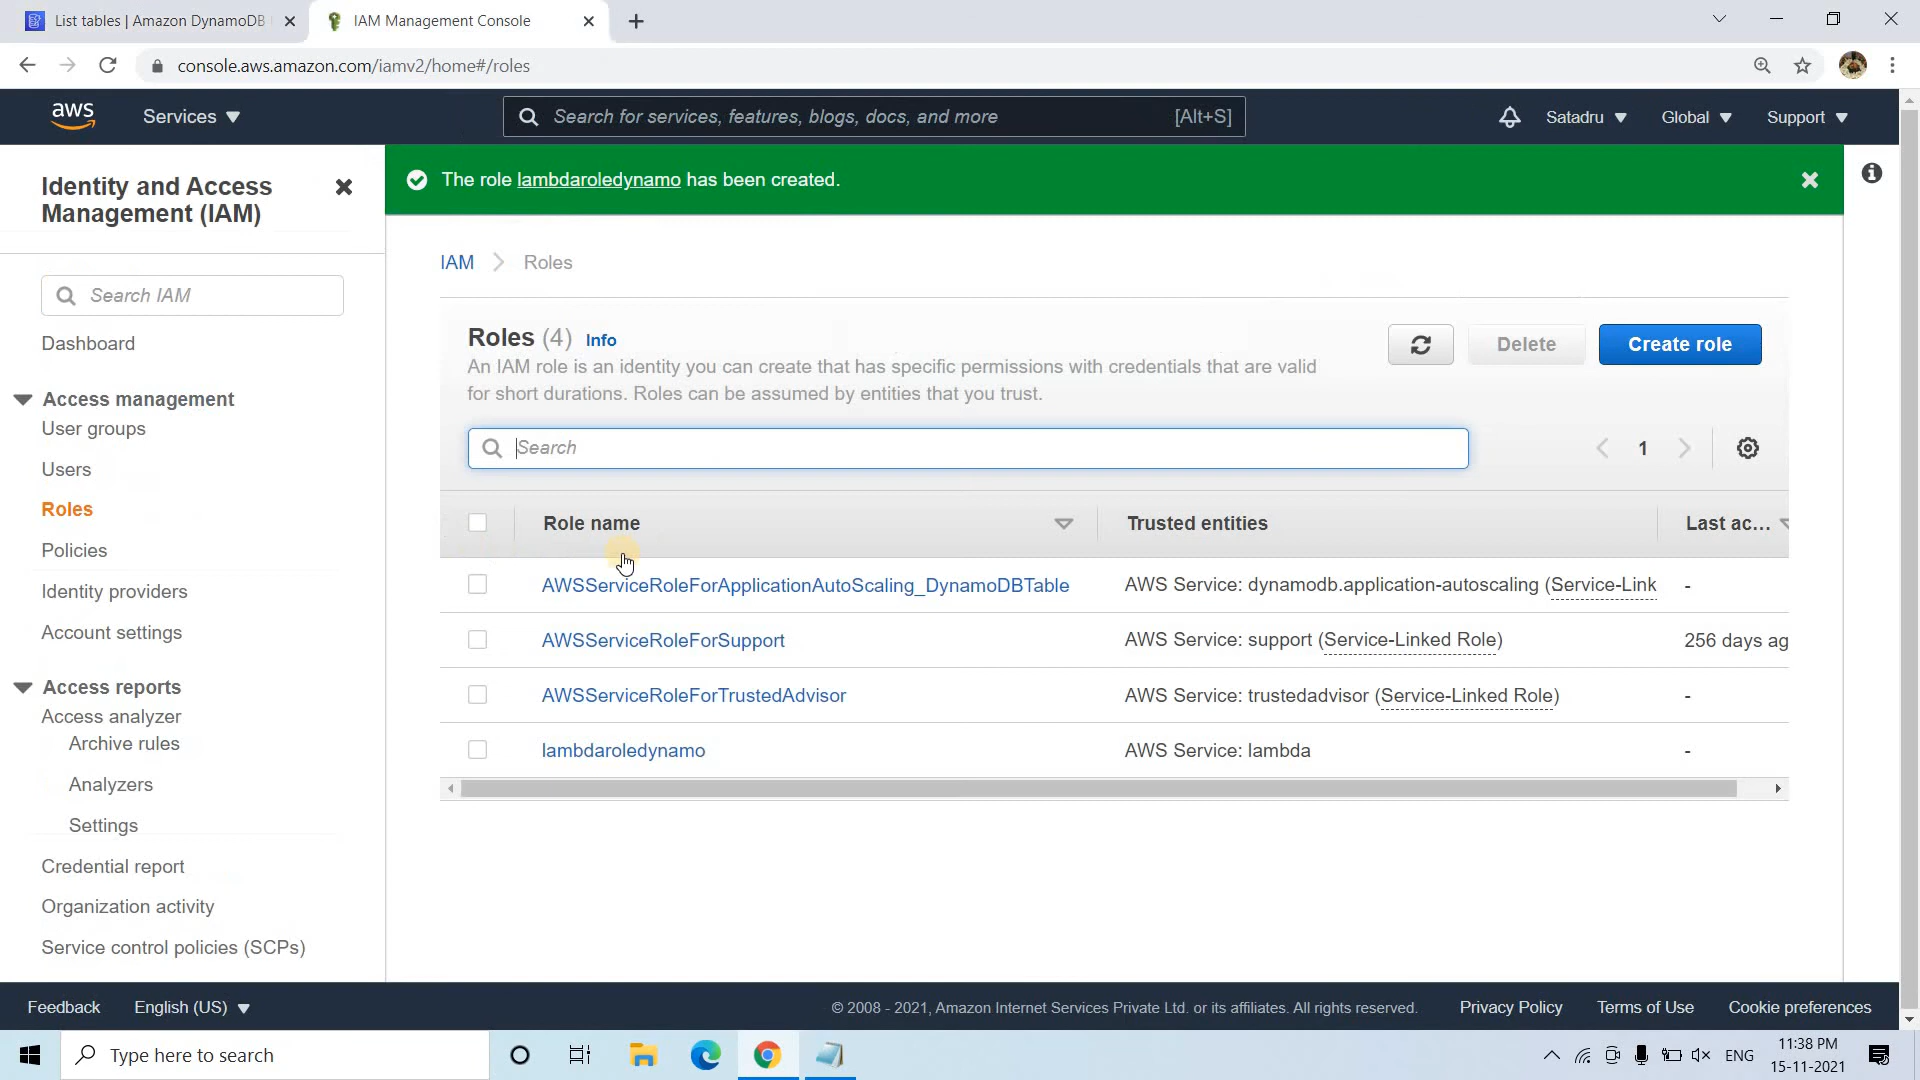 List tables | Amazon DynamoDB
IAM Management Console
console.aws.amazon.com/iamv2/home#/roles
aws
Services
Search for services, features, blogs, docs, and more
[Alt+S]
Satadru
Global
Support
Identity and Access
Management (IAM)
Search IAM
Dashboard
Access management
User groups
Users
Roles
Policies
Identity providers
Account settings
Access reports
Access analyzer
Archive rules
Analyzers
Settings
Credential report
Organization activity
Service control policies (SCPs)
The role lambdaroledynamo has been created.
IAM > Roles
Roles (4) Info
An IAM role is an identity you can create that has specific permissions with credentials that are valid
for short durations. Roles can be assumed by entities that you trust.
Delete
Create role
Search
1
Role name
Trusted entities
Last ac...
AWSServiceRoleForApplicationAutoScaling_DynamoDBTable
AWS Service: dynamodb.application-autoscaling (Service-Link
-
AWSServiceRoleForSupport
AWS Service: support (Service-Linked Role)
256 days ag
AWSServiceRoleForTrustedAdvisor
AWS Service: trustedadvisor (Service-Linked Role)
-
lambdaroledynamo
AWS Service: lambda
-
Feedback
English (US)
© 2008 - 2021, Amazon Internet Services Private Ltd. or its affiliates. All rights reserved.
Privacy Policy
Terms of Use
Cookie preferences
Type here to search
ENG
11:38 PM
15-11-2021